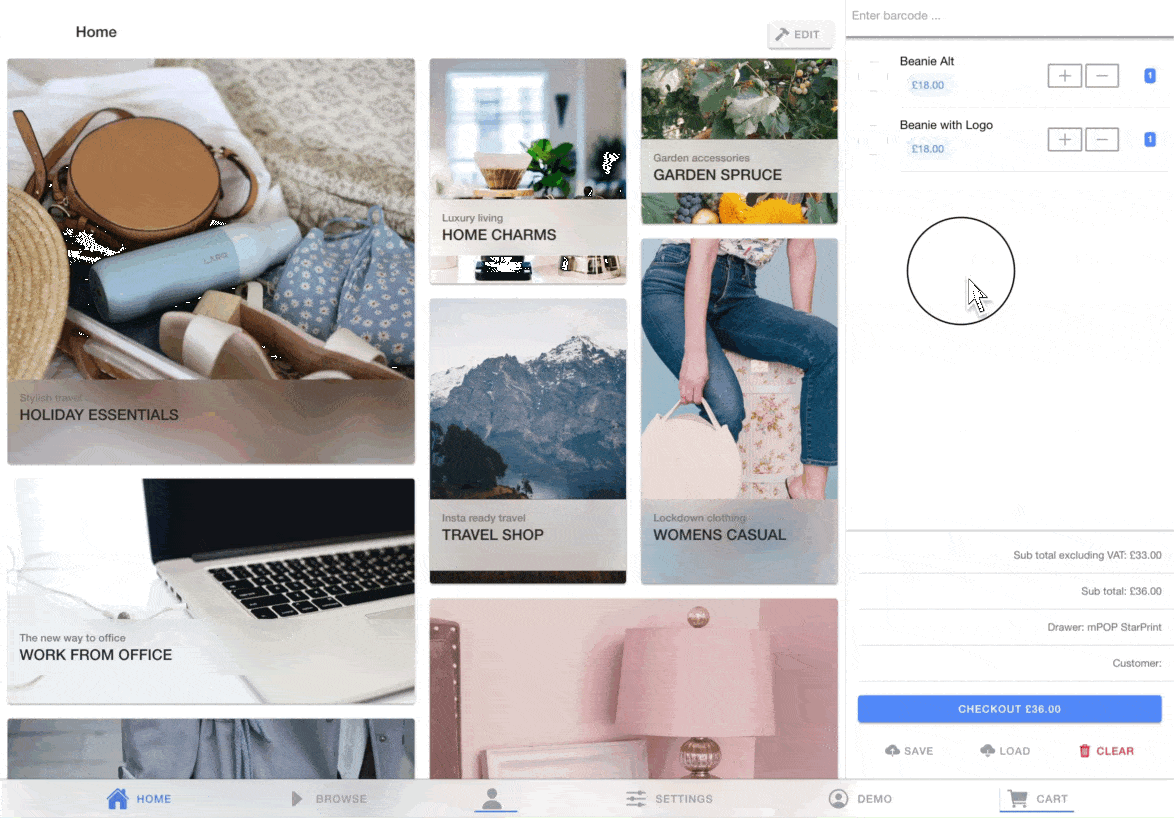 Home
EDIT
Stylish travel
HOLIDAY ESSENTIALS
The new way to office
WORK FROM OFFICE
Luxury living
HOME CHARMS
Insta ready travel
TRAVEL SHOP
Garden accessories
GARDEN SPRUCE
Lockdown clothing
WOMENS CASUAL
Enter barcode ...
Beanie Alt
£18.00
1
Beanie with Logo
£18.00
1
Sub total excluding VAT: £33.00
Sub total: £36.00
Drawer: mPOP StarPrint
Customer:
CHECKOUT £36.00
SAVE LOAD CLEAR
HOME BROWSE SETTINGS DEMO CART